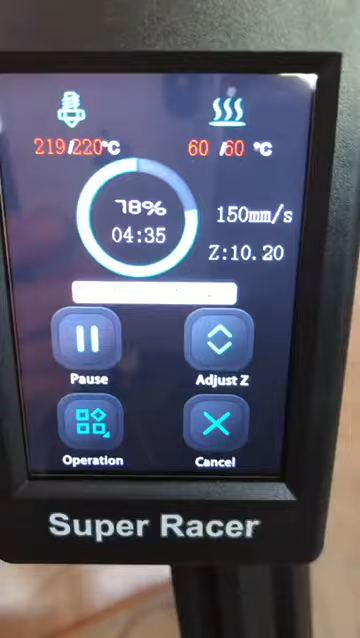 219/220°C 60/60 °C
78%
04:35
150mm/s
Z:10.20
Pause Adjust Z
Operation Cancel
Super Racer